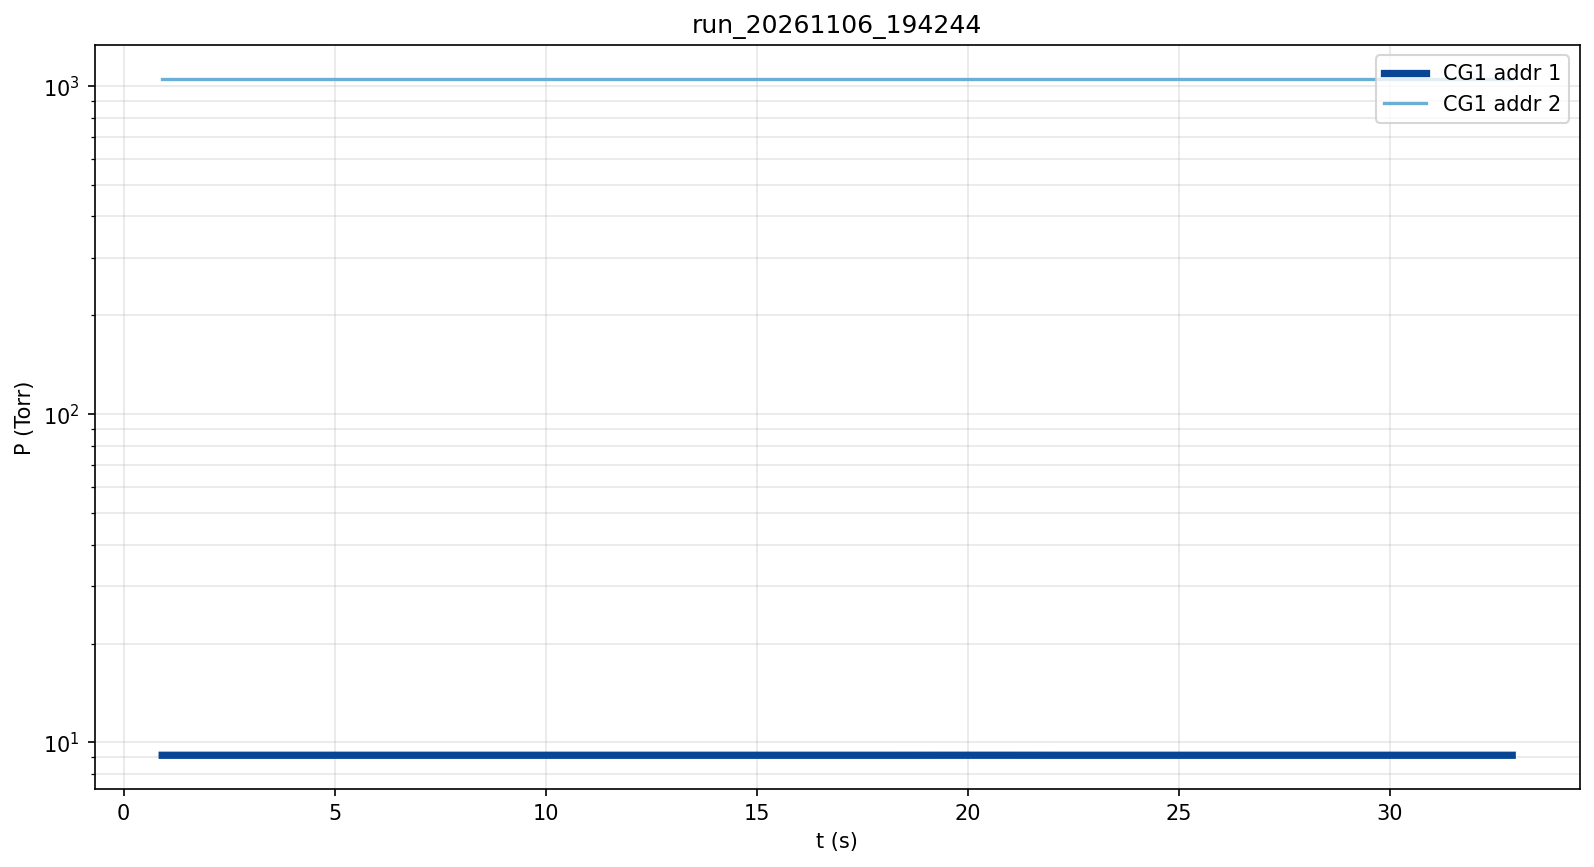 run_20261106_194244
CG1 addr 1
CG1 addr 2
10³
10²
10¹
P (Torr)
0 5 10 15 20 25 30
t (s)